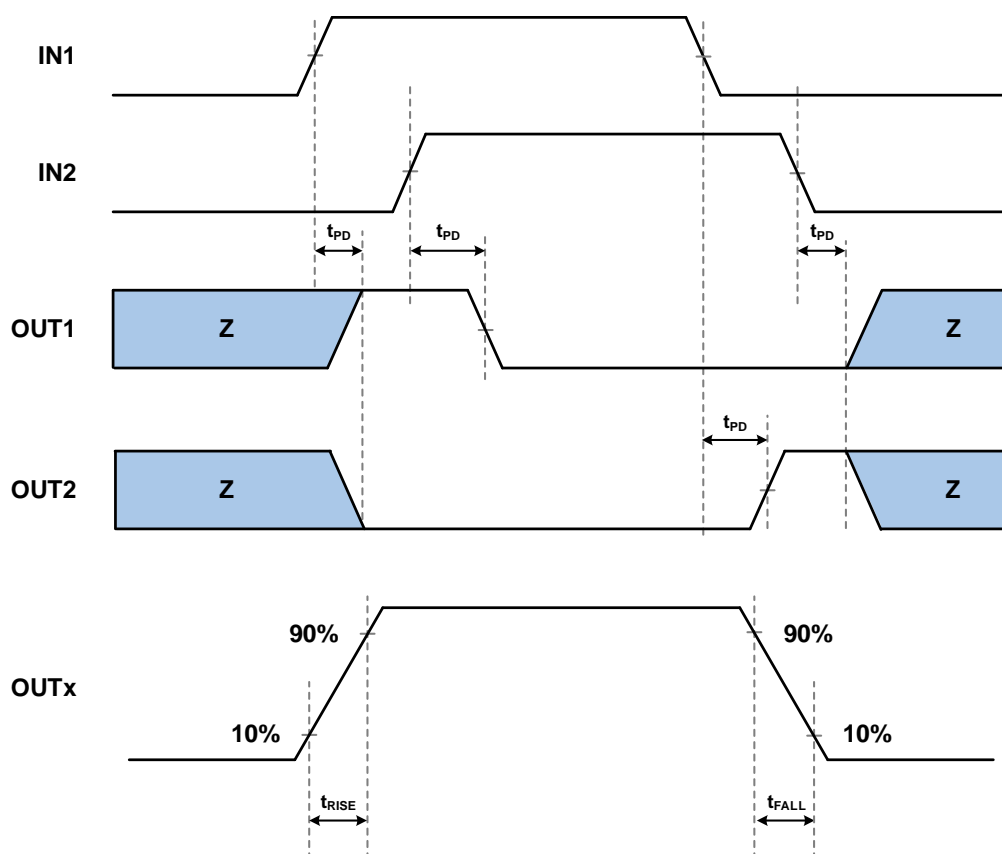 IN1
IN2
tPD tPD tPD
OUT1 Z Z
tPD
OUT2 Z Z
90% 90%
OUTx
10% 10%
tRISE tFALL